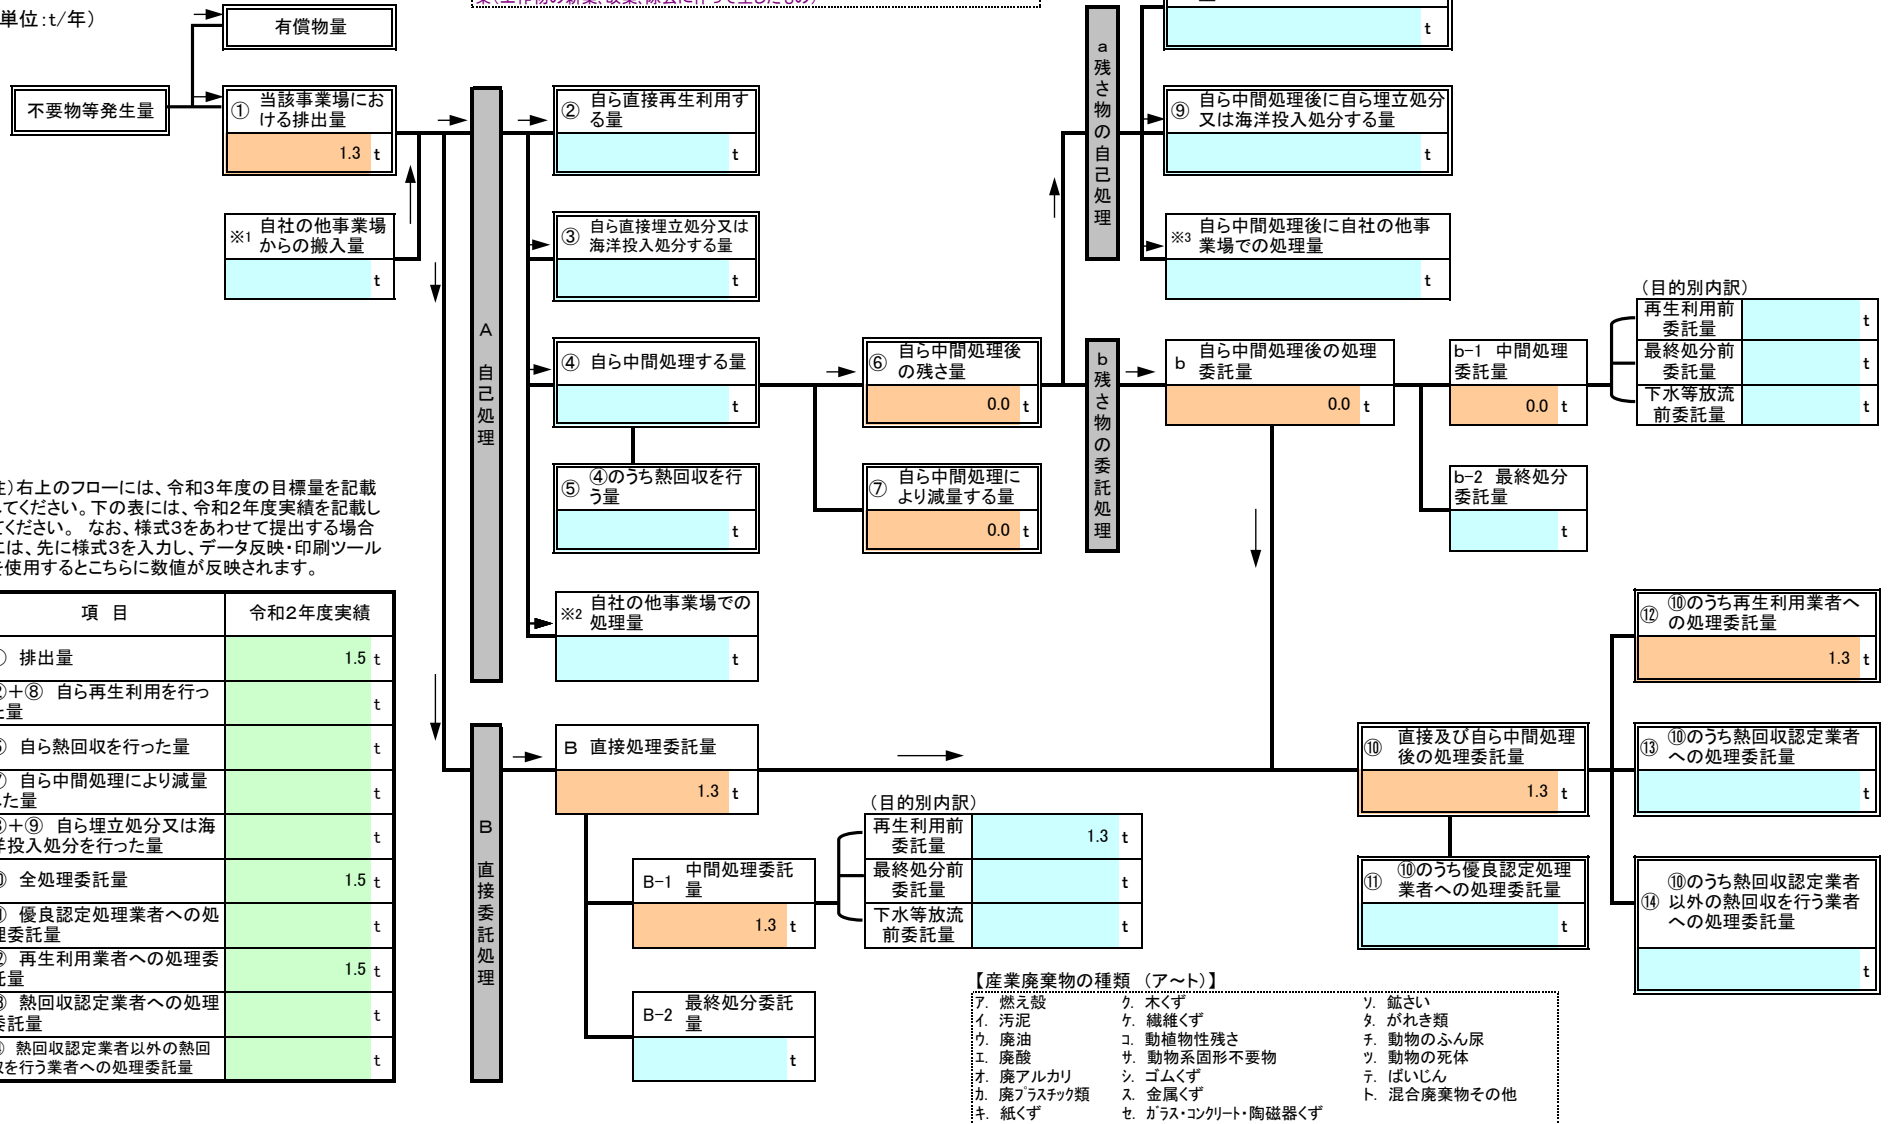 単位:t/年)
有償物量
不要物等発生量
① 当該事業場にお
ける排出量
1.3 t
※1 自社の他事業場
からの搬入量
t
A 自己処理
② 自ら直接再生利用す
る量
t
③ 自ら直接埋立処分又は
海洋投入処分する量
t
④ 自ら中間処理する量
t
⑤ ④のうち熱回収を行
う量
t
※2 自社の他事業場での
処理量
t
⑥ 自ら中間処理後
の残さ量
0.0 t
⑦ 自ら中間処理に
より減量する量
0.0 t
a 残さ物の自己処理
t
⑨ 自ら中間処理後に自ら埋立処分
又は海洋投入処分する量
t
※3 自ら中間処理後に自社の他事
業場での処理量
t
b 残さ物の委託処理
b 自ら中間処理後の処理
委託量
0.0 t
b-1 中間処理
委託量
0.0 t
(目的別内訳)
再生利用前
委託量 t
最終処分前
委託量 t
下水等放流
前委託量 t
b-2 最終処分
委託量
t
)右上のフローには、令和3年度の目標量を記載
てください。下の表には、令和2年度実績を記載し
ください。 なお、様式3をあわせて提出する場合
は、先に様式3を入力し、データ反映・印刷ツール
使用するとこちらに数値が反映されます。
項 目 令和2年度実績
排出量 1.5 t
+⑧ 自ら再生利用を行っ
量 t
自ら熱回収を行った量 t
自ら中間処理により減量
た量 t
+⑨ 自ら埋立処分又は海
投入処分を行った量 t
全処理委託量 1.5 t
優良認定処理業者への処
委託量 t
再生利用業者への処理委
量 1.5 t
熱回収認定業者への処理
託量 t
熱回収認定業者以外の熱回
を行う業者への処理委託量 t
B 直接委託処理
B 直接処理委託量
1.3 t
B-1 中間処理委託
量
1.3 t
(目的別内訳)
再生利用前
委託量 1.3 t
最終処分前
委託量 t
下水等放流
前委託量 t
B-2 最終処分委託
量
t
⑩ 直接及び自ら中間処理
後の処理委託量
1.3 t
⑪ ⑩のうち優良認定処理
業者への処理委託量
t
⑫ ⑩のうち再生利用業者へ
の処理委託量
1.3 t
⑬ ⑩のうち熱回収認定業者
への処理委託量
t
⑭ ⑩のうち熱回収認定業者
以外の熱回収を行う業者
への処理委託量
t
【産業廃棄物の種類 (ア~ト)】
ア. 燃え殻 ク. 木くず ソ. 鉱さい
イ. 汚泥 ケ. 繊維くず タ. がれき類
ウ. 廃油 コ. 動植物性残さ チ. 動物のふん尿
エ. 廃酸 サ. 動物系固形不要物 ツ. 動物の死体
オ. 廃アルカリ シ. ゴムくず テ. ばいじん
カ. 廃プラスチック類 ス. 金属くず ト. 混合廃棄物その他
キ. 紙くず セ. ガラス・コンクリート・陶磁器くず